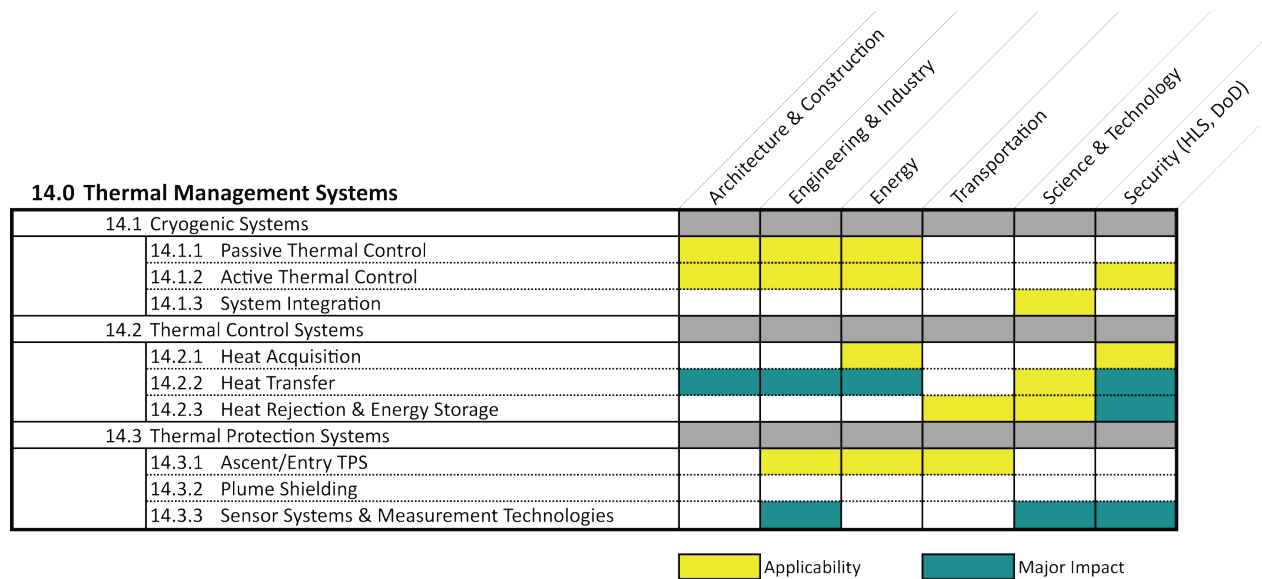 Architecture & Construction
Engineering & Industry
Energy
Transportation
Science & Technology
Security (HLS, DoD)
14.0 Thermal Management Systems
14.1 Cryogenic Systems
14.1.1 Passive Thermal Control
14.1.2 Active Thermal Control
14.1.3 System Integration
14.2 Thermal Control Systems
14.2.1 Heat Acquisition
14.2.2 Heat Transfer
14.2.3 Heat Rejection & Energy Storage
14.3 Thermal Protection Systems
14.3.1 Ascent/Entry TPS
14.3.2 Plume Shielding
14.3.3 Sensor Systems & Measurement Technologies
Applicability
Major Impact